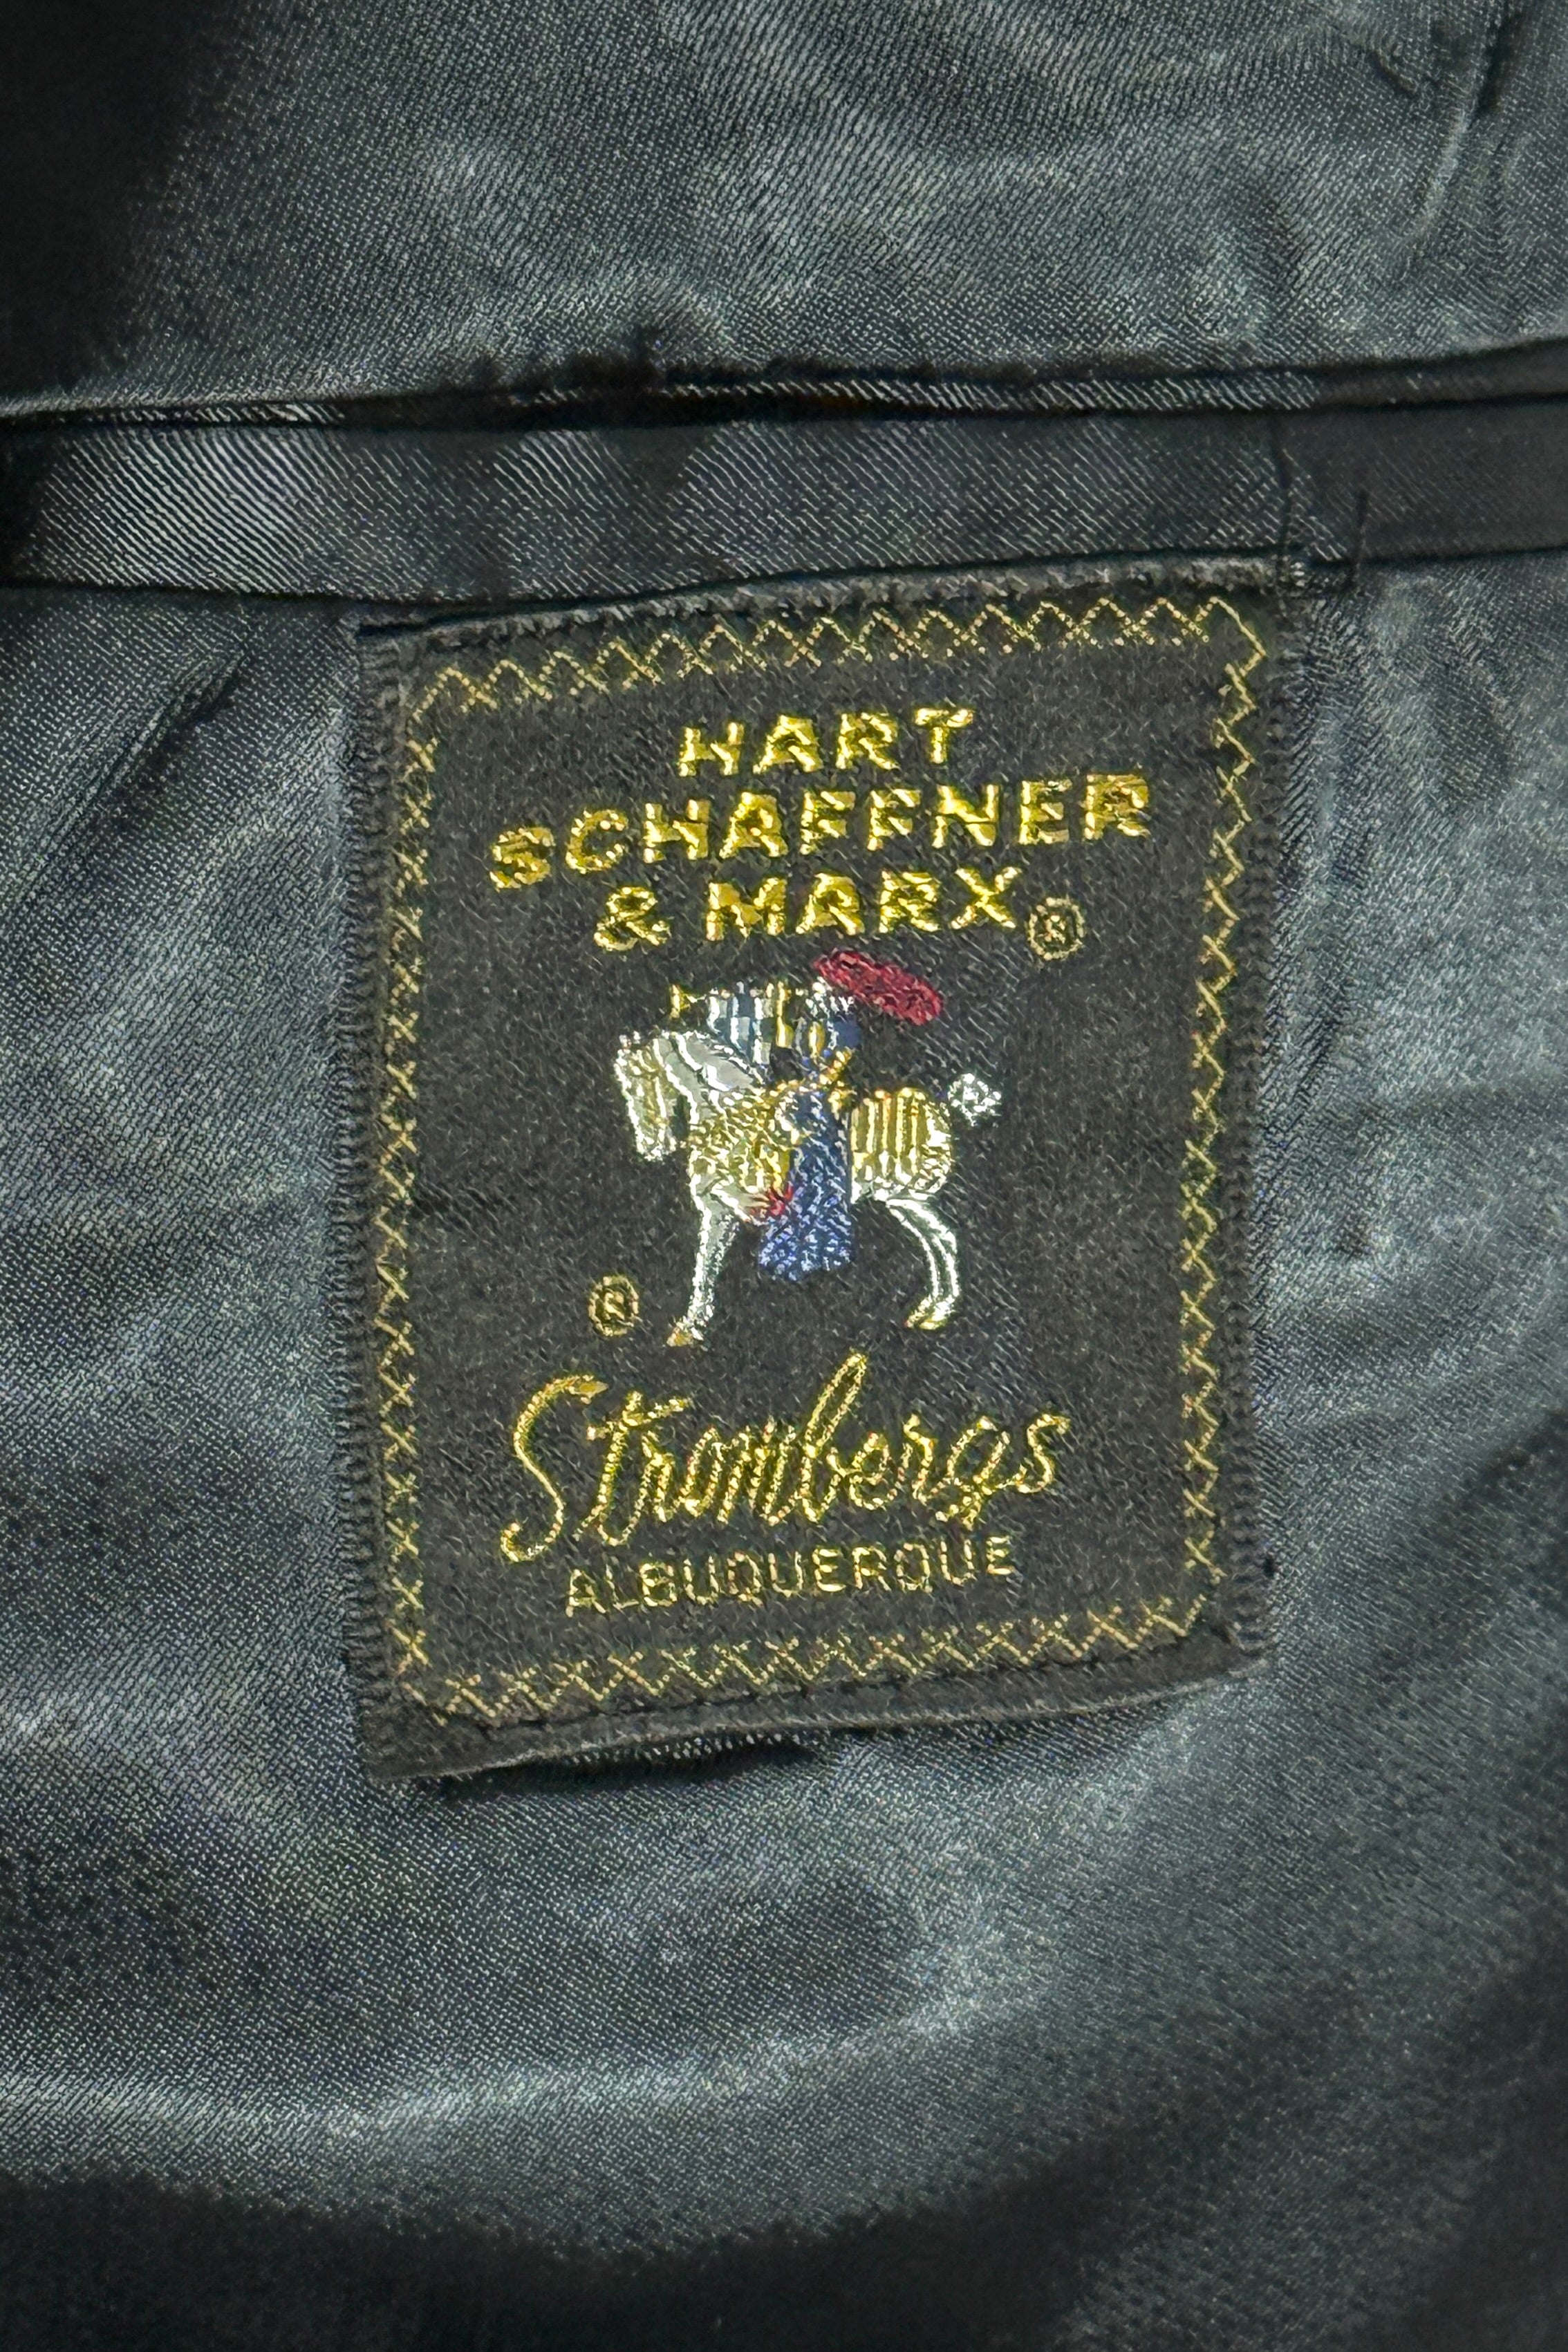 HART
SCHAFFNER
& MARX®
®
Strombergs
ALBUQUERQUE